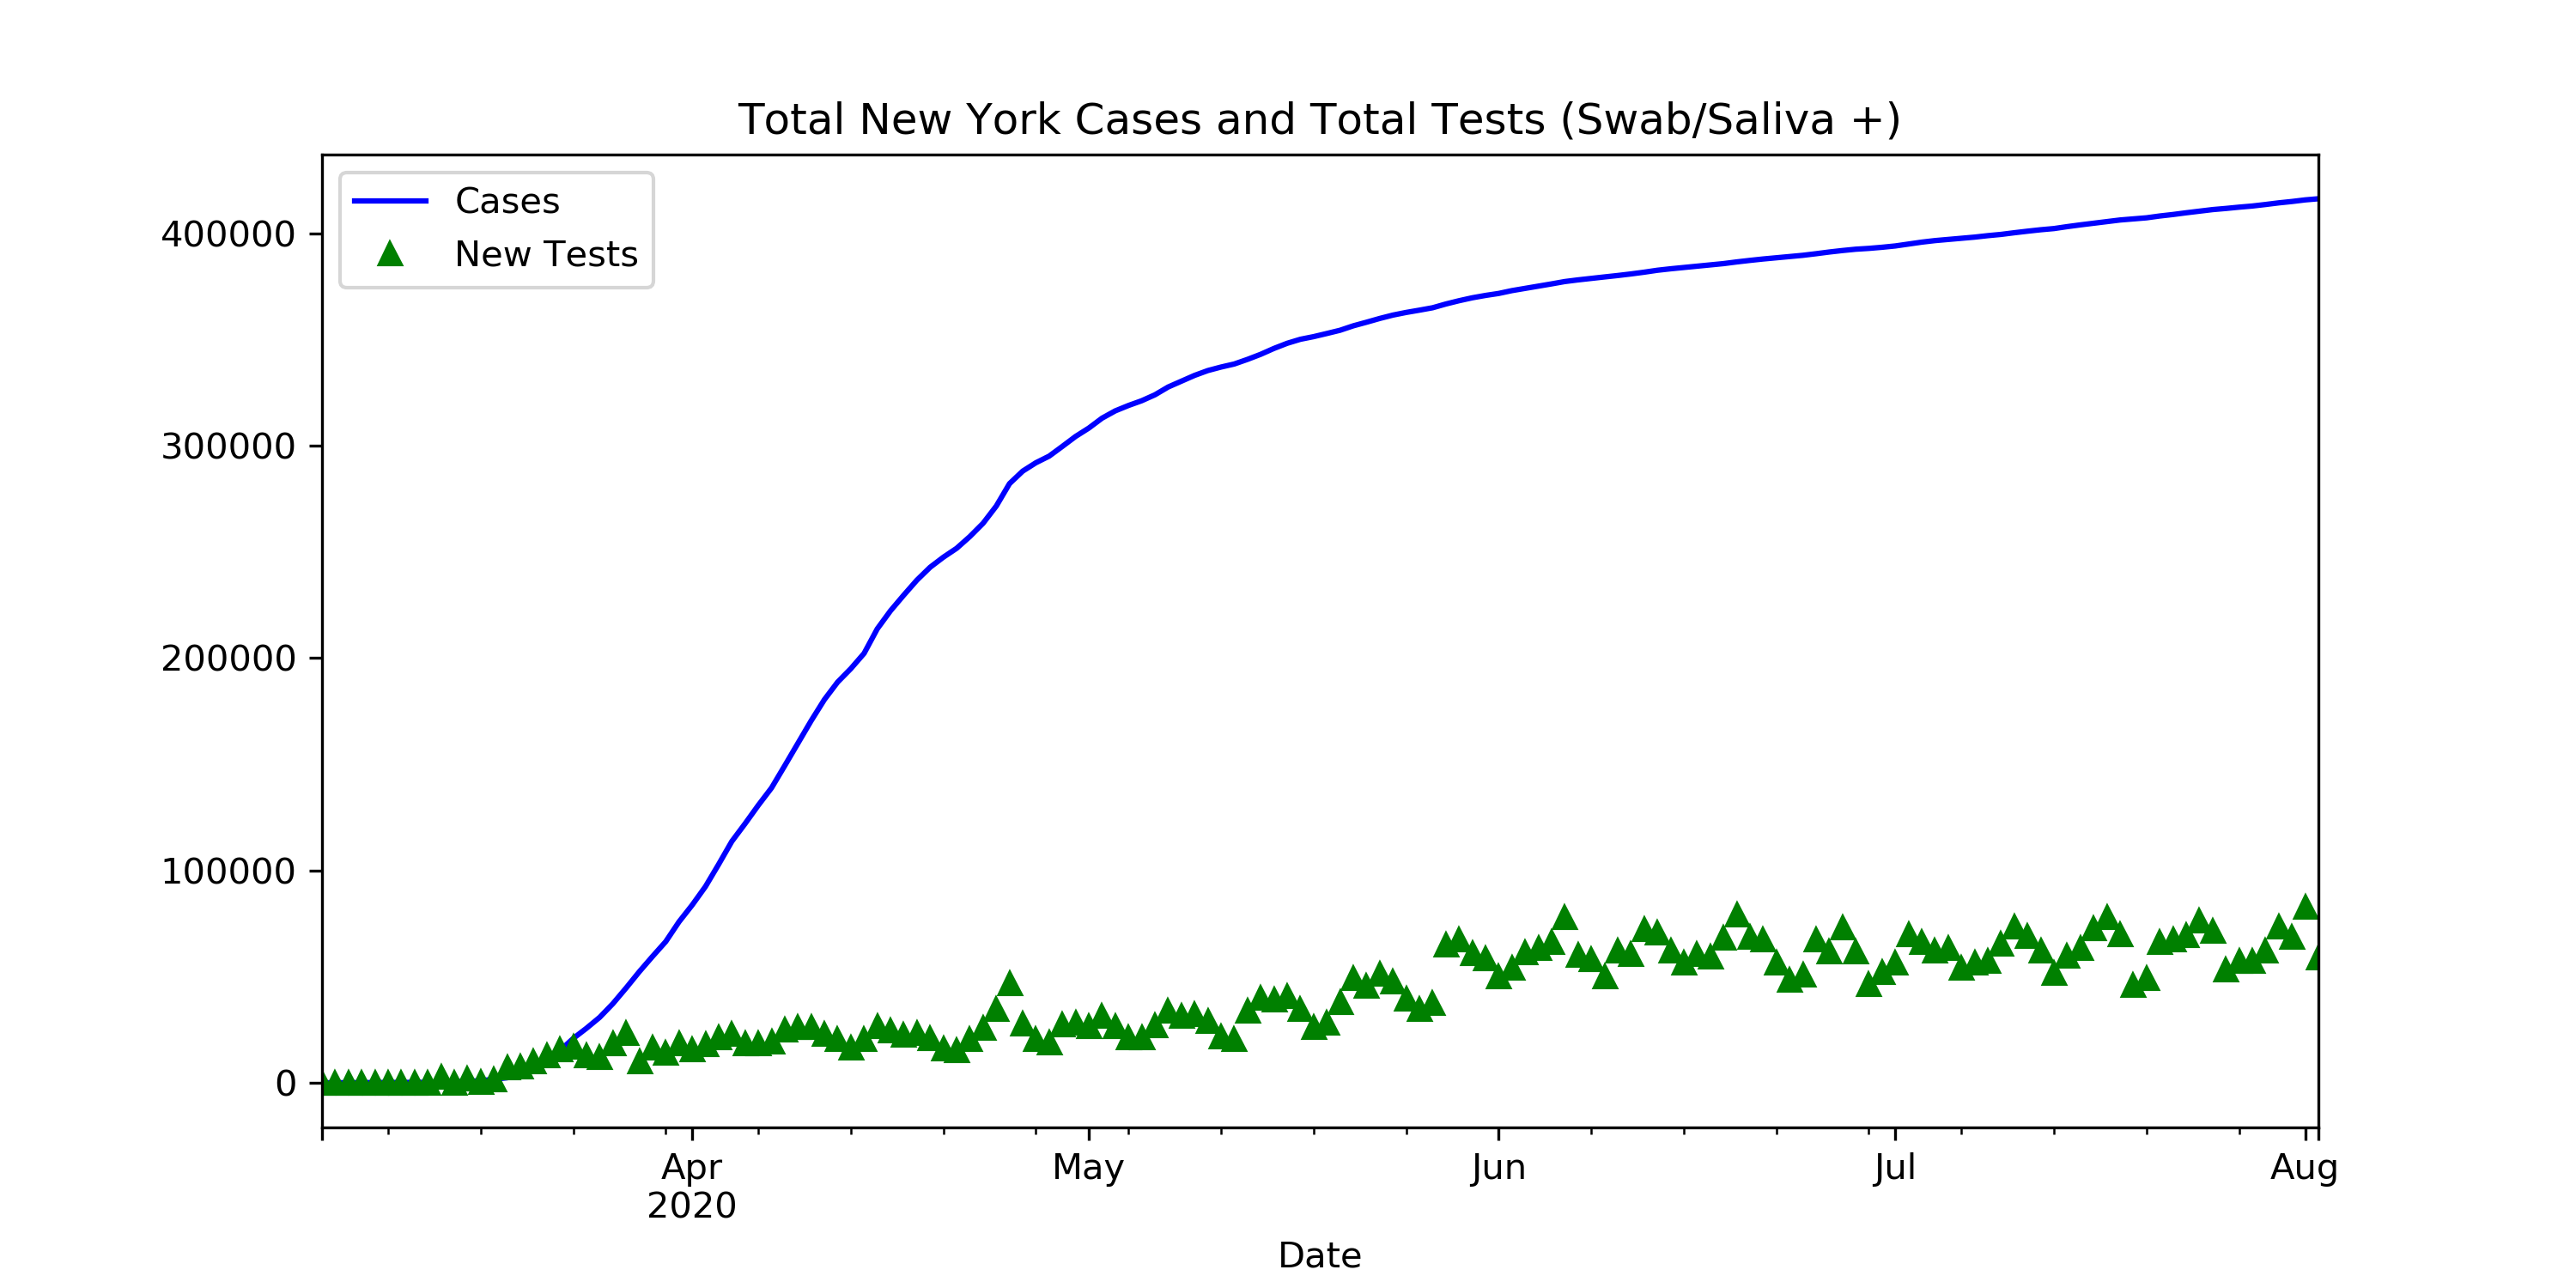 Total New York Cases and Total Tests (Swab/Saliva +)
Cases
New Tests
400000
300000
200000
100000
0
Apr
2020
May
Jun
Jul
Aug
Date